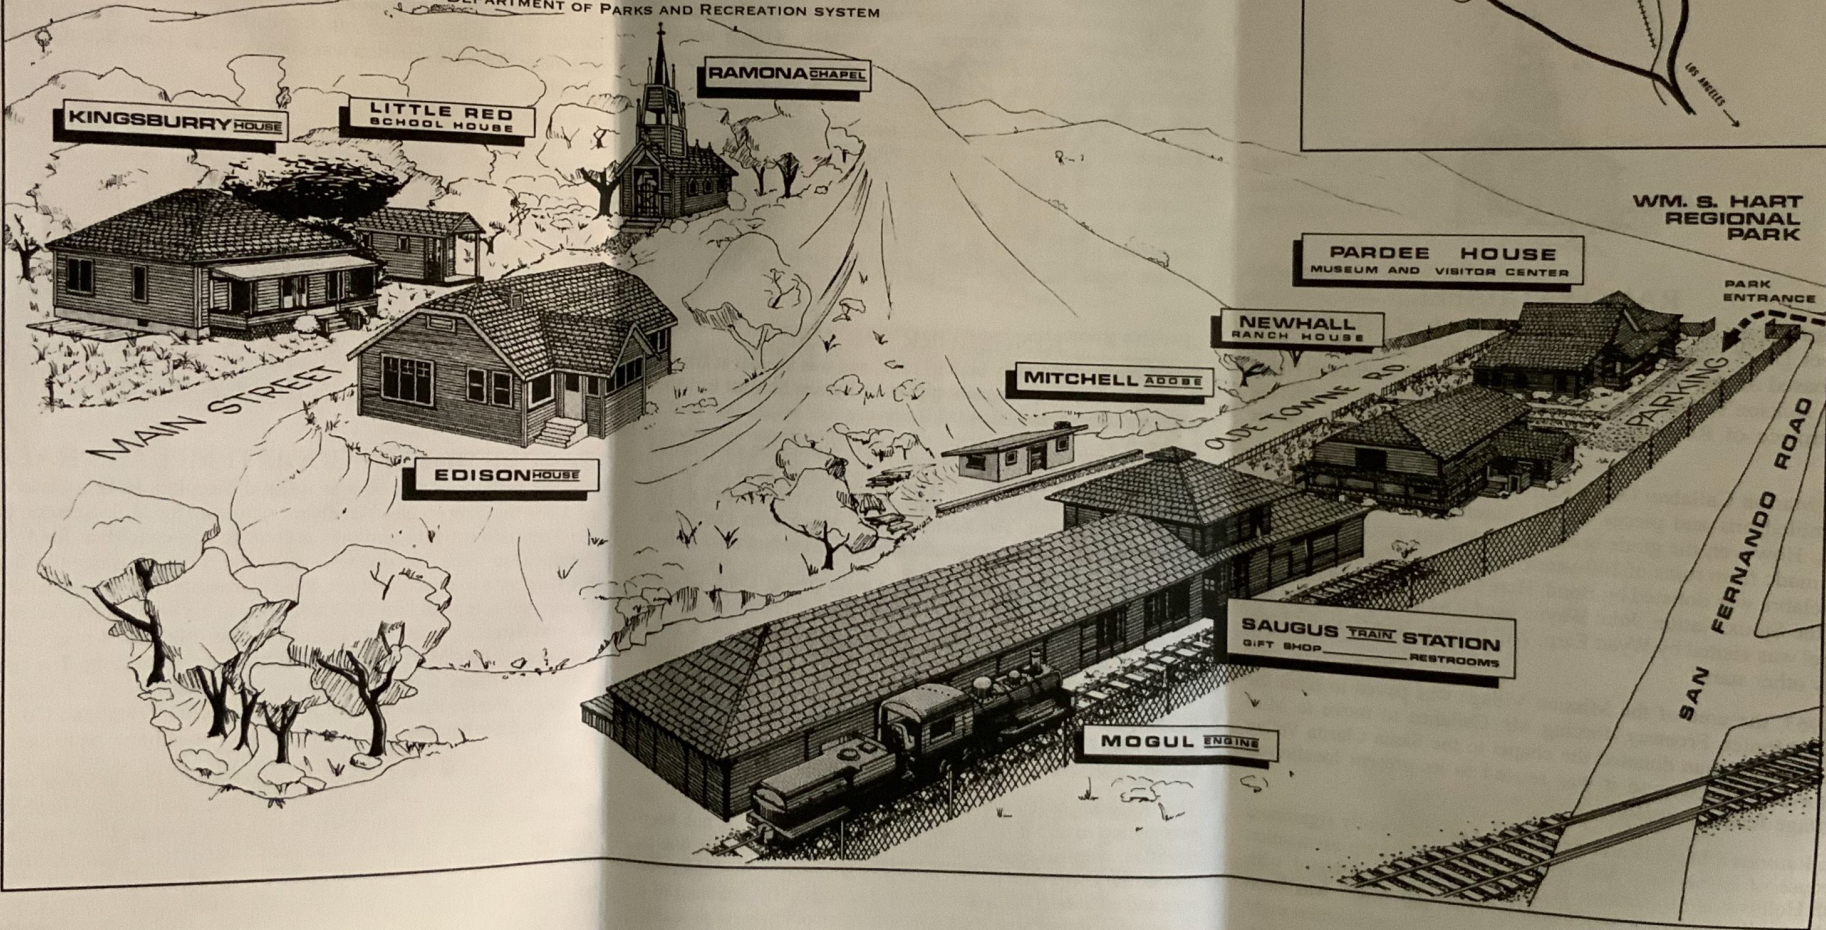 DEPARTMENT OF PARKS AND RECREATION SYSTEM
RAMONA CHAPEL
LITTLE RED
SCHOOL HOUSE
KINGSBURRY HOUSE
LOS ANGELES
WM. S. HART
REGIONAL
PARK
PARDEE HOUSE
MUSEUM AND VISITOR CENTER
PARK
ENTRANCE
NEWHALL
RANCH HOUSE
MITCHELL ADOBE
OLDE TOWNE RD.
PARKING
MAIN STREET
EDISON HOUSE
SAN FERNANDO ROAD
SAUGUS TRAIN STATION
GIFT SHOP RESTROOMS
MOGUL ENGINE